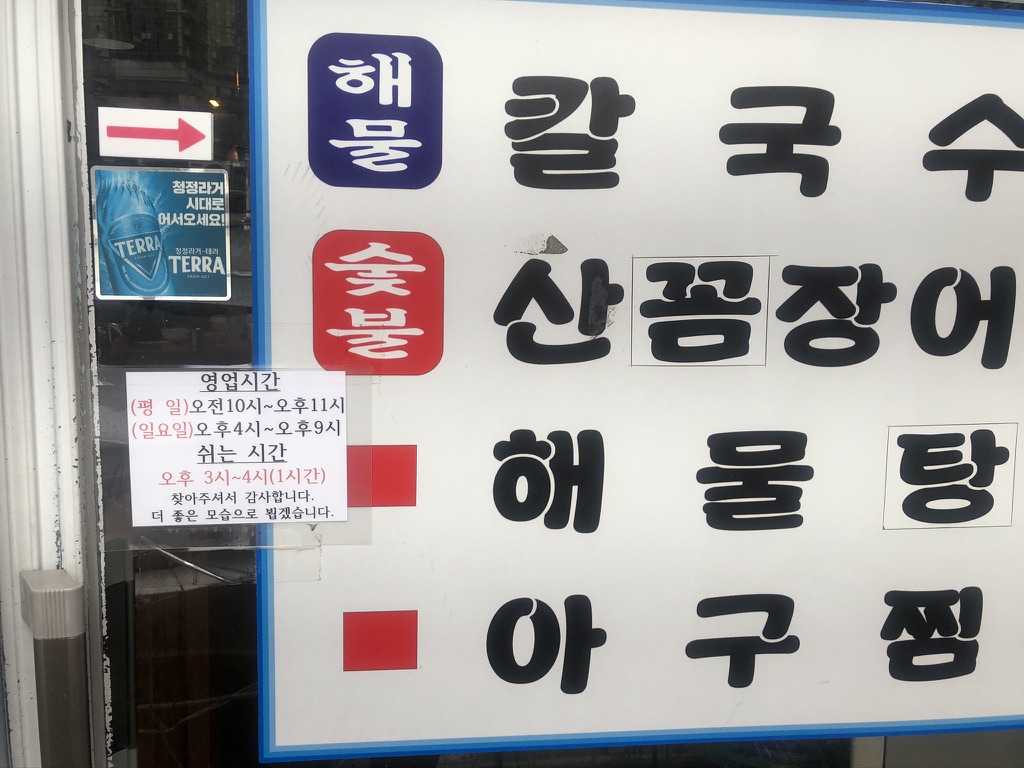 해물 칼국수
숯불 산꼼장어
해물탕
아구찜
청정라거
시대로
어서오세요!
TERRA
청정라거-테라
TERRA
FROM AGT
영업시간
(평 일)오전10시~오후11시
(일요일)오후4시~오후9시
쉬는 시간
오후 3시~4시(1시간)
찾아주셔서 감사합니다.
더 좋은 모습으로 뵙겠습니다.